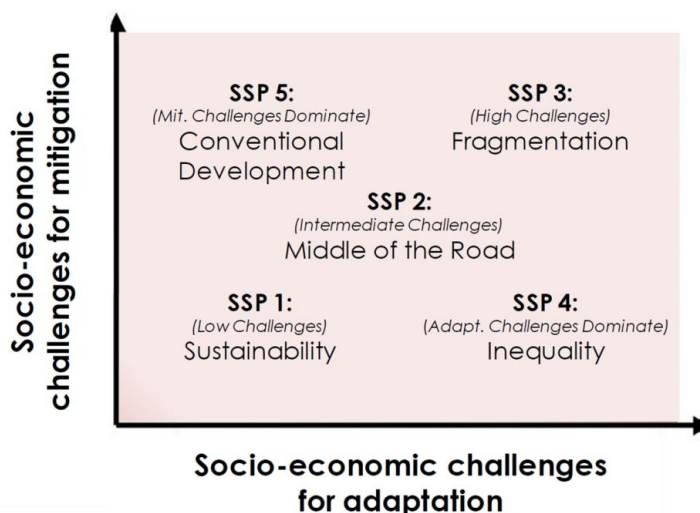 Socio-economic
challenges for mitigation
SSP 5:
(Mit. Challenges Dominate)
Conventional
Development
SSP 3:
(High Challenges)
Fragmentation
SSP 2:
(Intermediate Challenges)
Middle of the Road
SSP 1:
(Low Challenges)
Sustainability
SSP 4:
(Adapt. Challenges Dominate)
Inequality
Socio-economic challenges
for adaptation